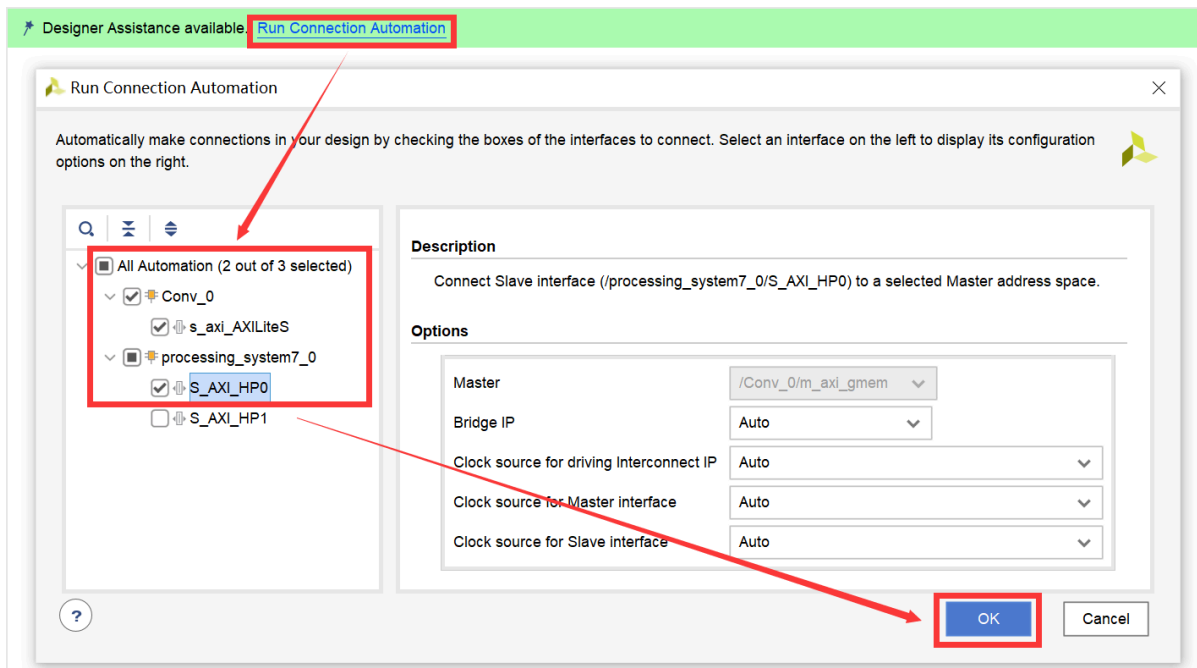 Designer Assistance available. Run Connection Automation
Run Connection Automation
Automatically make connections in your design by checking the boxes of the interfaces to connect. Select an interface on the left to display its configuration
options on the right.
All Automation (2 out of 3 selected)
Conv_0
s_axi_AXILiteS
processing_system7_0
S_AXI_HP0
S_AXI_HP1
Description
Connect Slave interface (/processing_system7_0/S_AXI_HP0) to a selected Master address space.
Options
Master /Conv_0/m_axi_gmem
Bridge IP Auto
Clock source for driving Interconnect IP Auto
Clock source for Master interface Auto
Clock source for Slave interface Auto
? OK Cancel